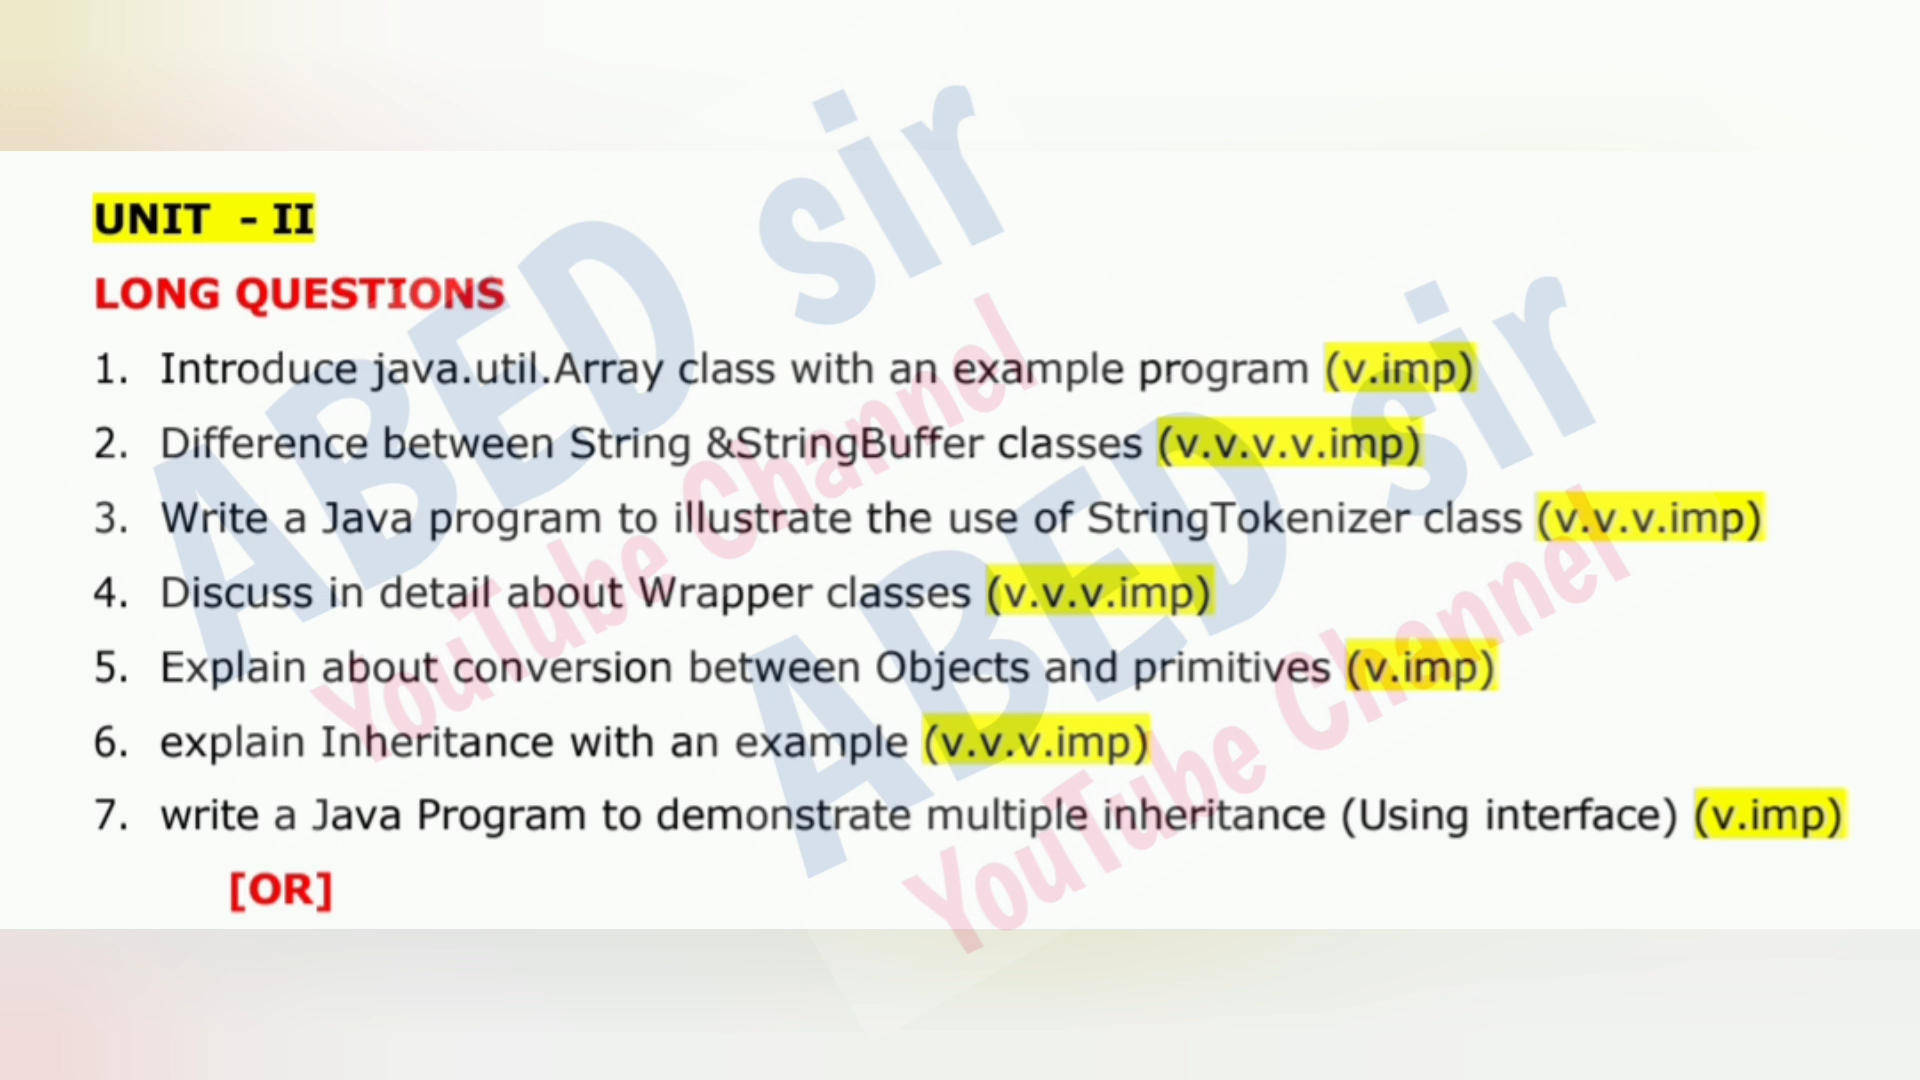 UNIT - II
LONG QUESTIONS
1. Introduce java.util.Array class with an example program (v.imp)
2. Difference between String &StringBuffer classes (v.v.v.v.imp)
3. Write a Java program to illustrate the use of StringTokenizer class (v.v.v.imp)
4. Discuss in detail about Wrapper classes (v.v.v.imp)
5. Explain about conversion between Objects and primitives (v.imp)
6. explain Inheritance with an example (v.v.v.imp)
7. write a Java Program to demonstrate multiple inheritance (Using interface) (v.imp)
[OR]
ABED sir
YouTube Channel
ABED sir
YouTube Channel